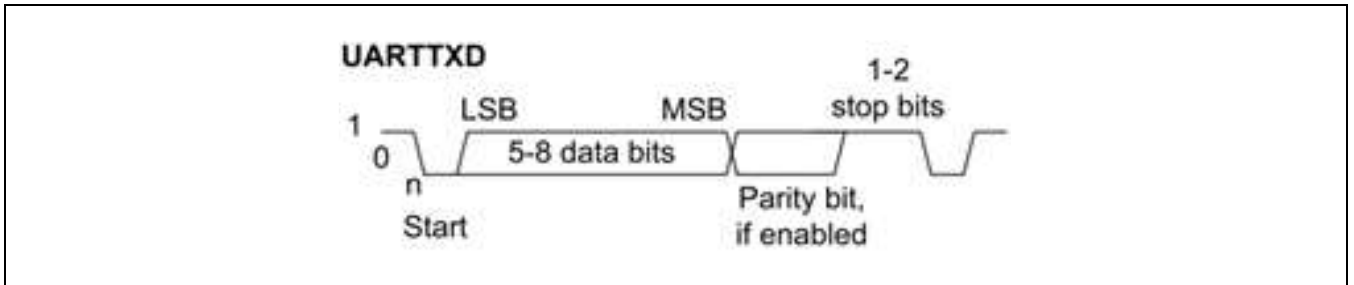 UARTTXD
1-2
stop bits
LSB
MSB
1
0
5-8 data bits
n
Start
Parity bit,
if enabled